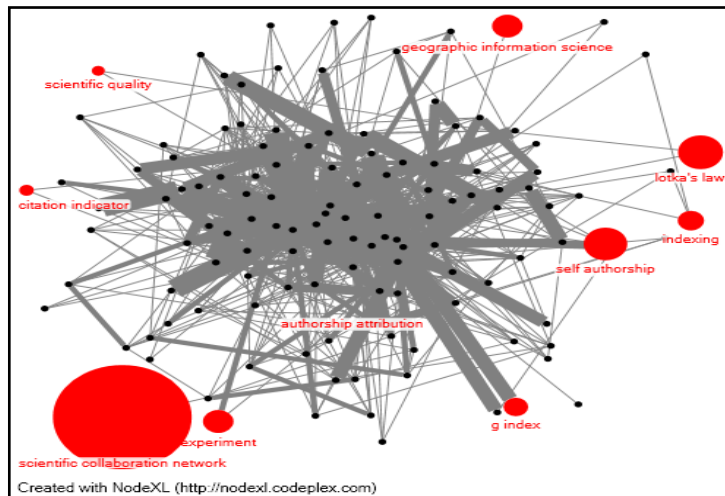 geographic information science
scientific quality
lotka's law
citation indicator
indexing
self authorship
authorship attribution
g index
experiment
scientific collaboration network
Created with NodeXL (http://nodexl.codeplex.com)